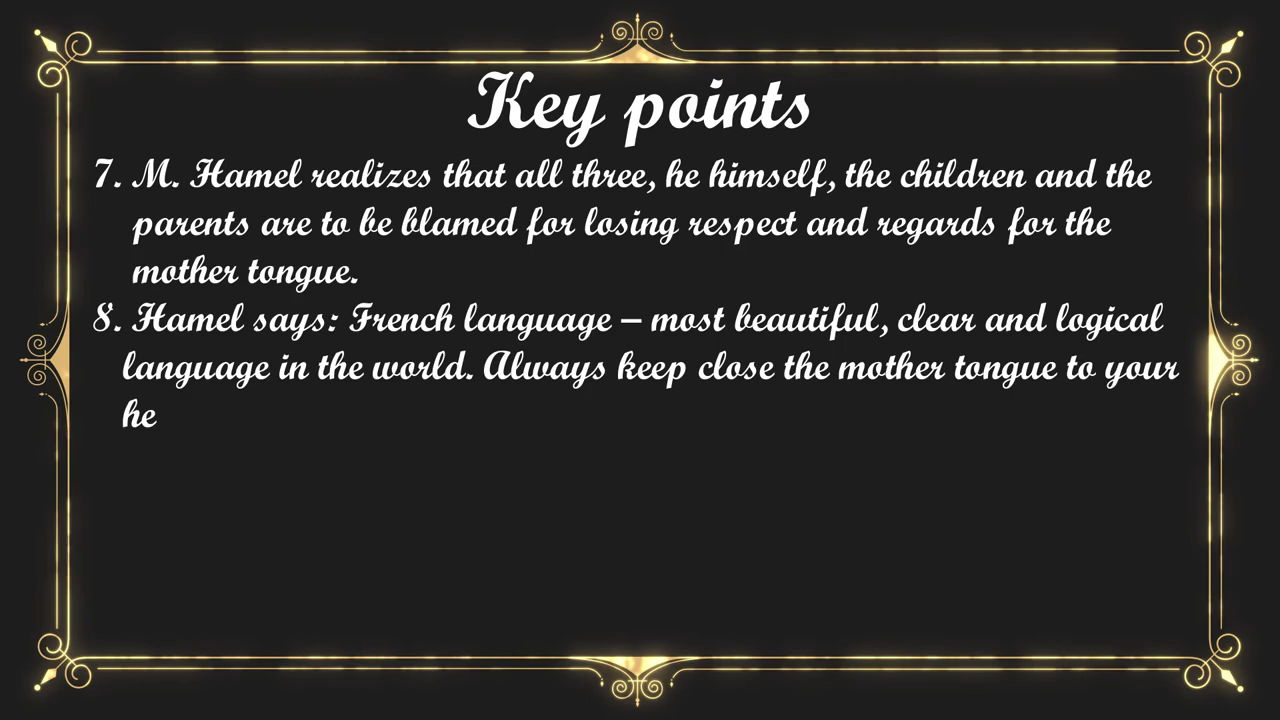 Key points
7. M. Hamel realizes that all three, he himself, the children and the
parents are to be blamed for losing respect and regards for the
mother tongue.
8. Hamel says: French language – most beautiful, clear and logical
language in the world. Always keep close the mother tongue to your
he